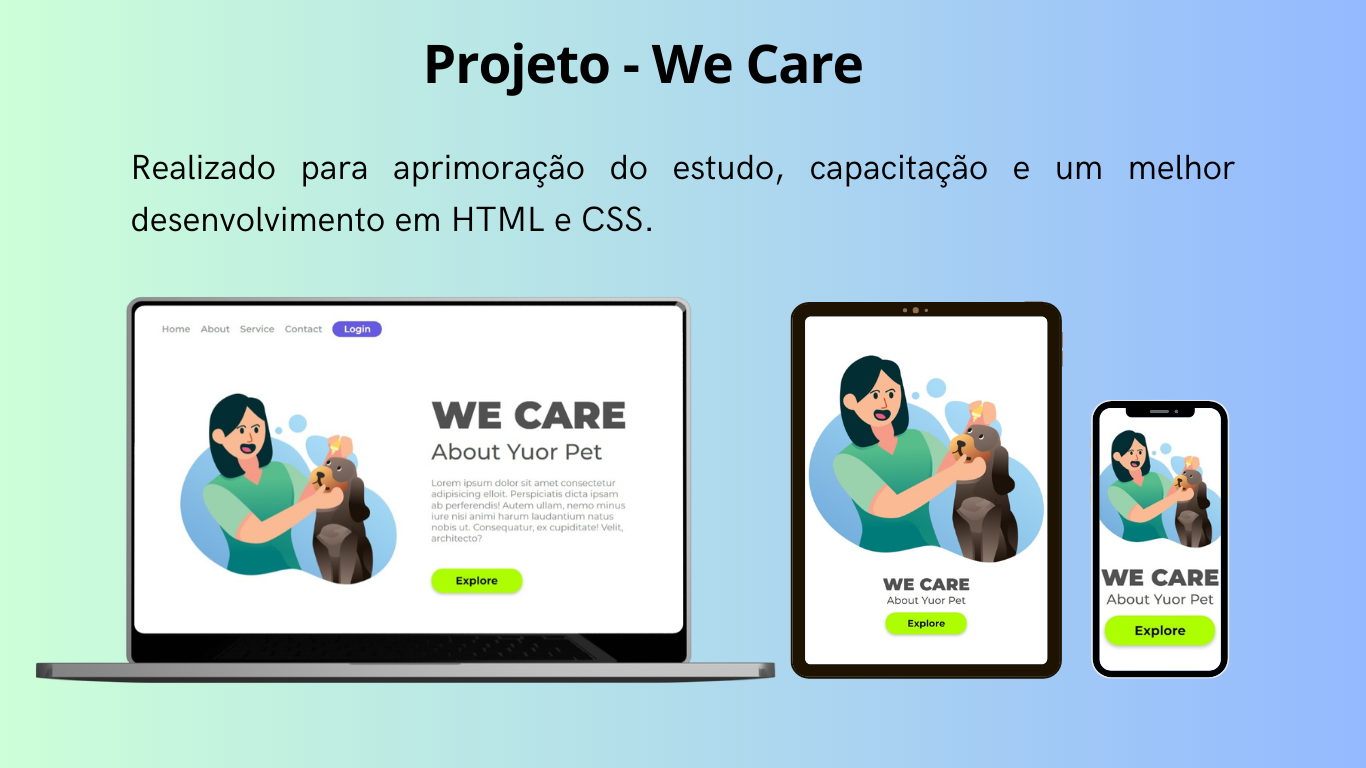 Projeto - We Care
Realizado para aprimoração do estudo, capacitação e um melhor
desenvolvimento em HTML e CSS.
Home About Service Contact Login
WE CARE
About Yuor Pet
Lorem ipsum dolor sit amet consectetur
adipisicing elloit. Perspiciatis dicta ipsam
ab perferendis! Autem ullam, nemo minus
iure nisi animi harum laudantium natus
nobis ut. Consequatur, ex cupiditate! Velit,
architecto?
Explore
WE CARE
About Yuor Pet
Explore
WE CARE
About Yuor Pet
Explore